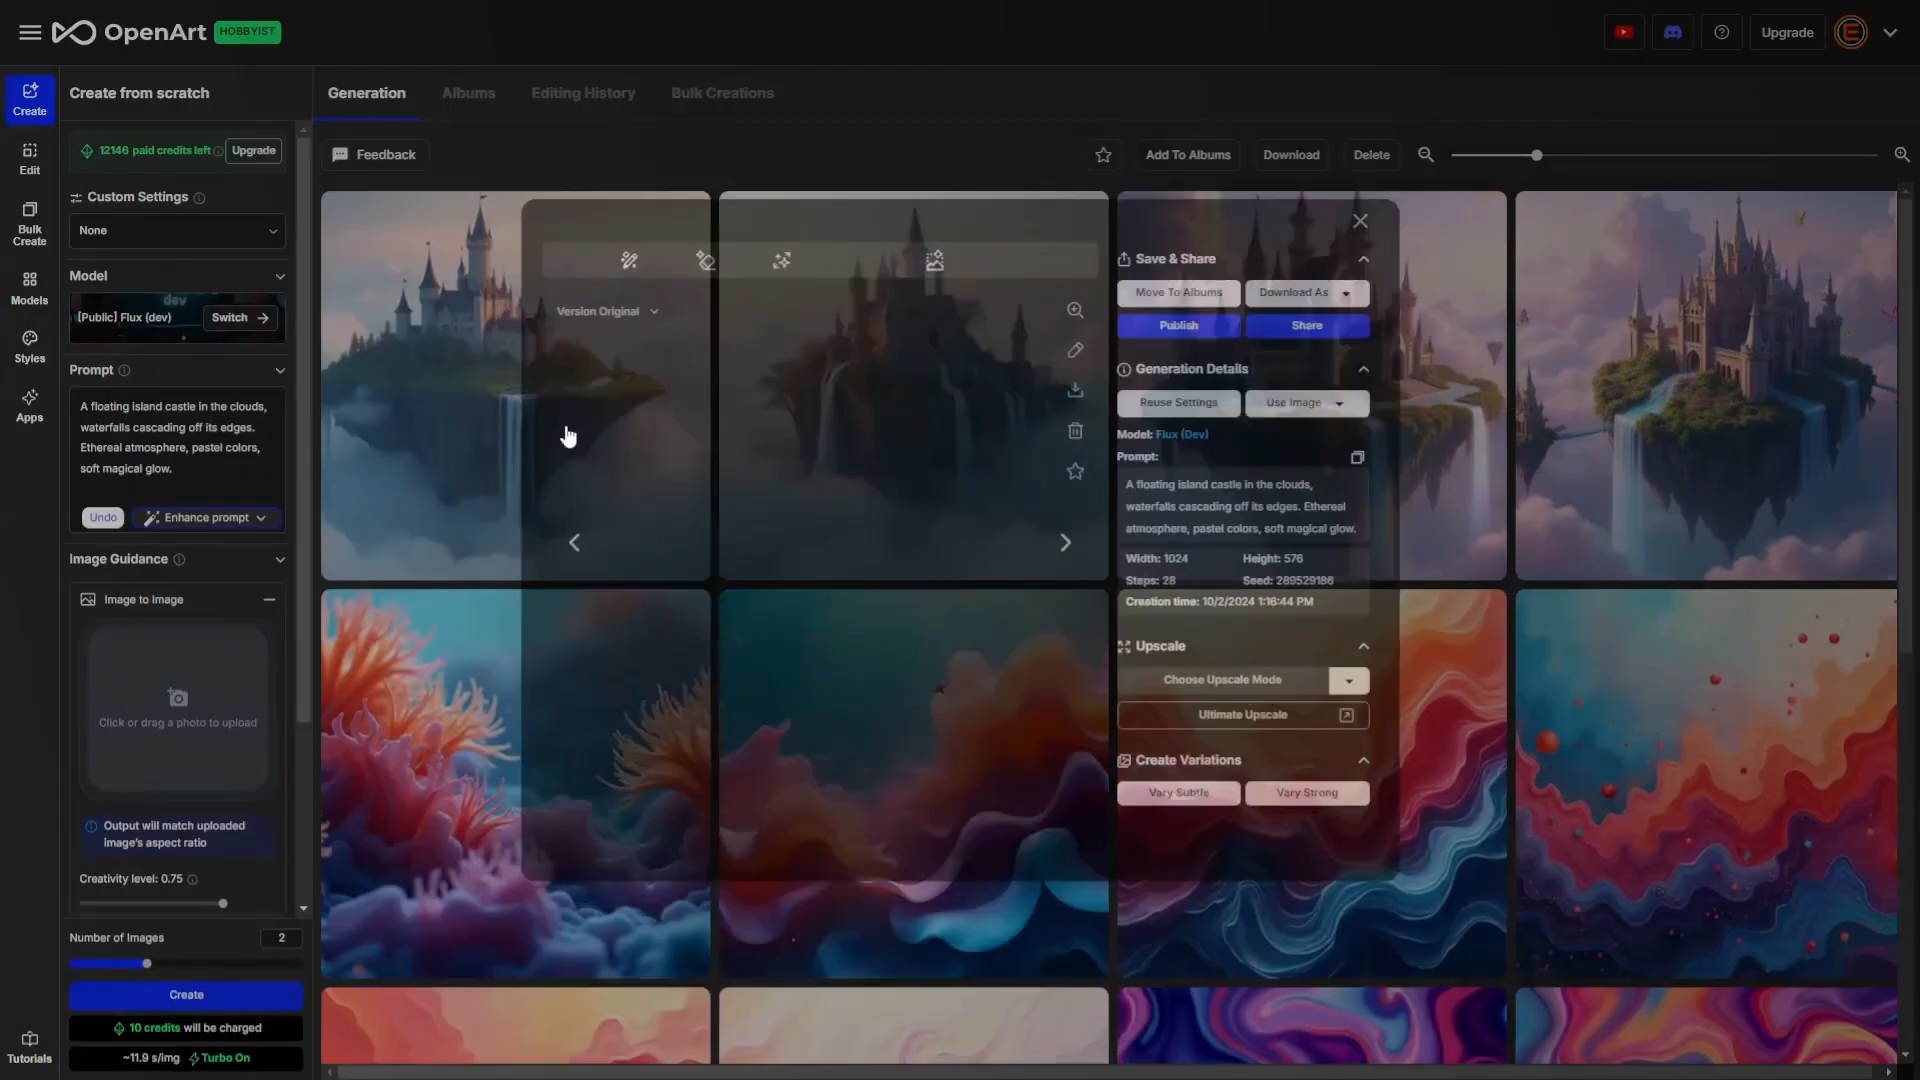 OpenArt HOBBYIST
Upgrade
Create
Edit
Bulk
Create
Models
Styles
Apps
Tutorials
Create from scratch
12146 paid credits left
Upgrade
Custom Settings
None
Model
dev
[Public] Flux (dev)
Switch
Prompt
A floating island castle in the clouds,
waterfalls cascading off its edges.
Ethereal atmosphere, pastel colors,
soft magical glow.
Undo
Enhance prompt
Image Guidance
Image to Image
Click or drag a photo to upload
Output will match uploaded
image's aspect ratio
Creativity level: 0.75
Number of Images
2
Create
10 credits will be charged
~11.9 s/img
Turbo On
Generation
Albums
Editing History
Bulk Creations
Feedback
Add To Albums
Download
Delete
Version Original
Save & Share
Move To Albums
Download As
Publish
Share
Generation Details
Reuse Settings
Use Image
Model: Flux (Dev)
Prompt:
A floating island castle in the clouds,
waterfalls cascading off its edges. Ethereal
atmosphere, pastel colors, soft magical glow.
Width: 1024
Height: 576
Steps: 28
Seed: 289529186
Creation time: 10/2/2024 1:16:44 PM
Upscale
Choose Upscale Mode
Ultimate Upscale
Create Variations
Vary Subtle
Vary Strong